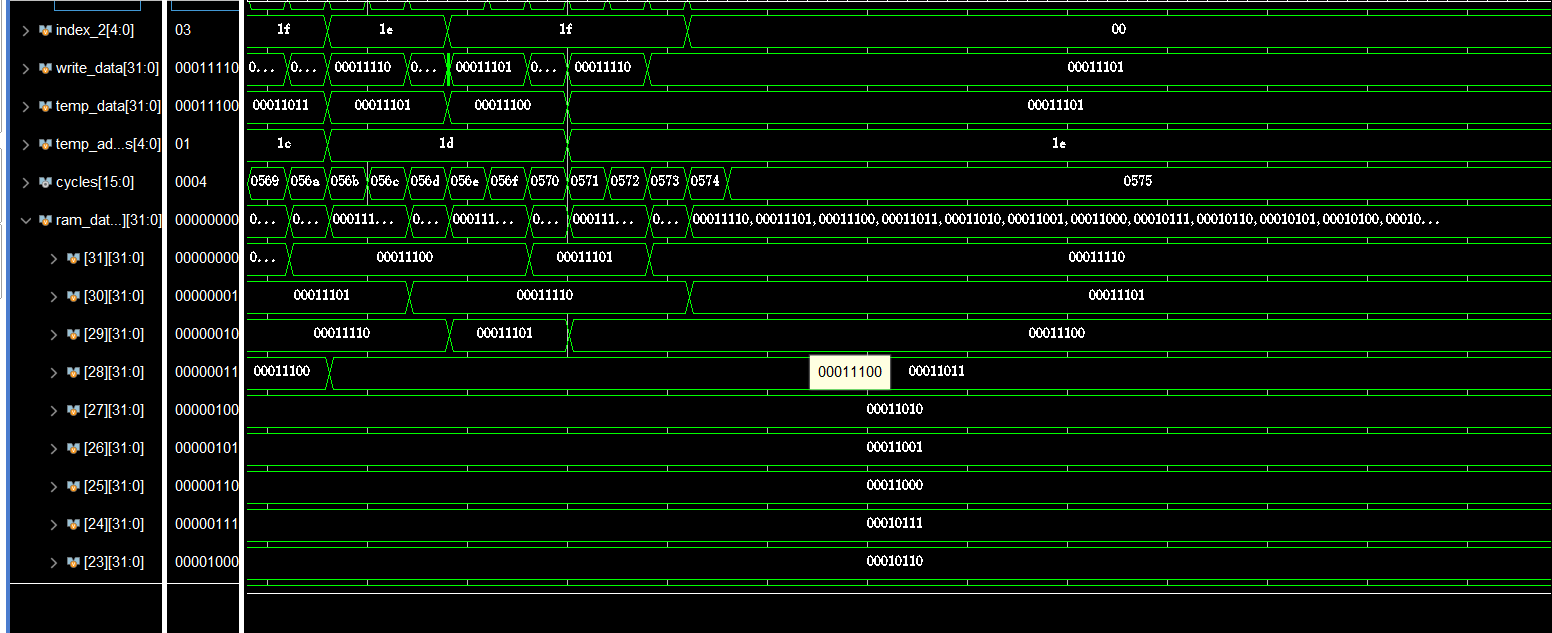 index_2[4:0] 03 1f 1e 1f 00
write_data[31:0] 00011110 0... 0... 00011110 0... 00011101 0... 00011110 00011101
temp_data[31:0] 00011100 00011011 00011101 00011100 00011101
temp_ad...s[4:0] 01 1c 1d 1e
cycles[15:0] 0004 0569 056a 056b 056c 056d 056e 056f 0570 0571 0572 0573 0574 0575
ram_dat...][31:0] 00000000 0... 0... 000111... 0... 000111... 0... 000111... 0... 00011110,00011101,00011100,00011011,00011010,00011001,00011000,00010111,00010110,00010101,00010100,00010...
[31][31:0] 00000000 0... 00011100 00011101 00011110
[30][31:0] 00000001 00011101 00011110 00011101
[29][31:0] 00000010 00011110 00011101 00011100
[28][31:0] 00000011 00011100 00011100 00011011
[27][31:0] 00000100 00011010
[26][31:0] 00000101 00011001
[25][31:0] 00000110 00011000
[24][31:0] 00000111 00010111
[23][31:0] 00001000 00010110